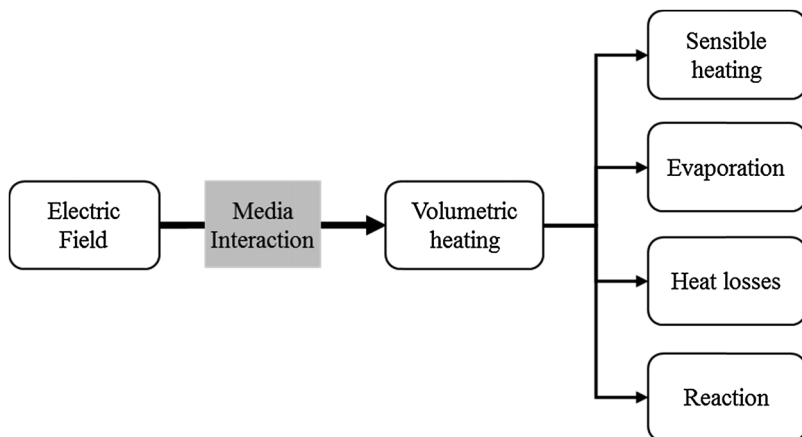 Electric
Field
Media
Interaction
Volumetric
heating
Sensible
heating
Evaporation
Heat losses
Reaction